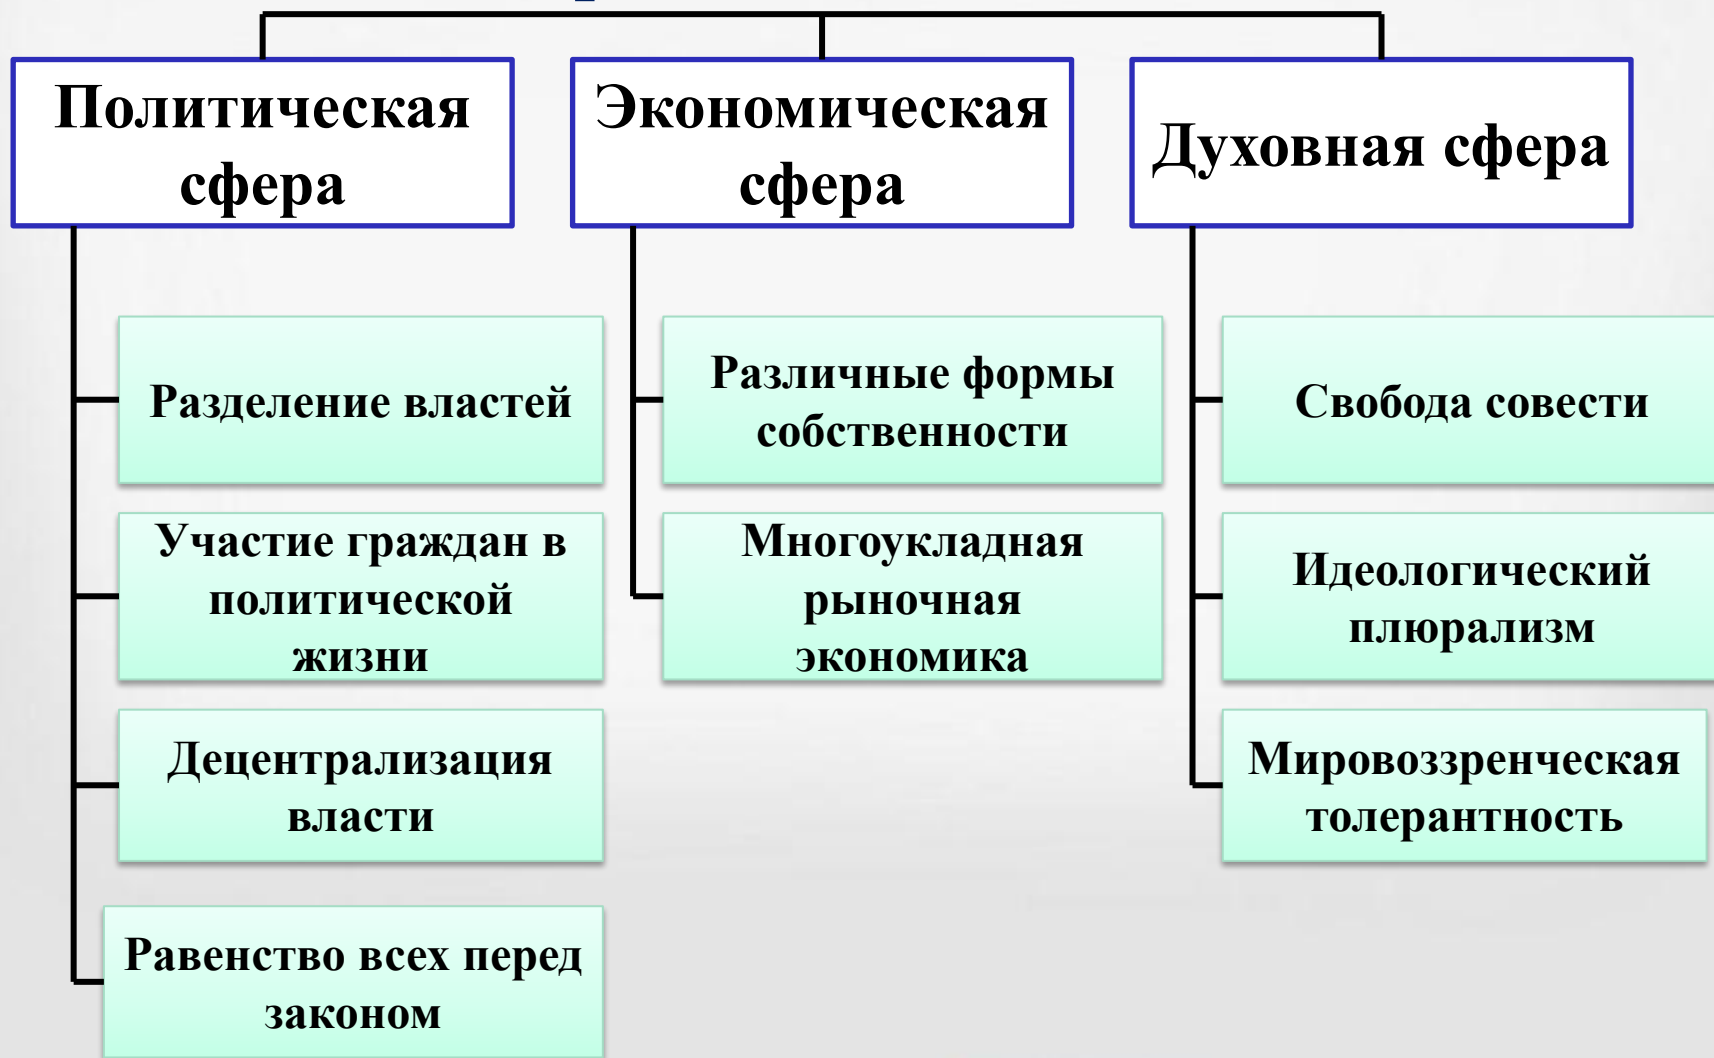 Политическая
сфера
Экономическая
сфера
Духовная сфера
Разделение властей
Участие граждан в
политической
жизни
Децентрализация
власти
Равенство всех перед
законом
Различные формы
собственности
Многоукладная
рыночная
экономика
Свобода совести
Идеологический
плюрализм
Мировоззренческая
толерантность